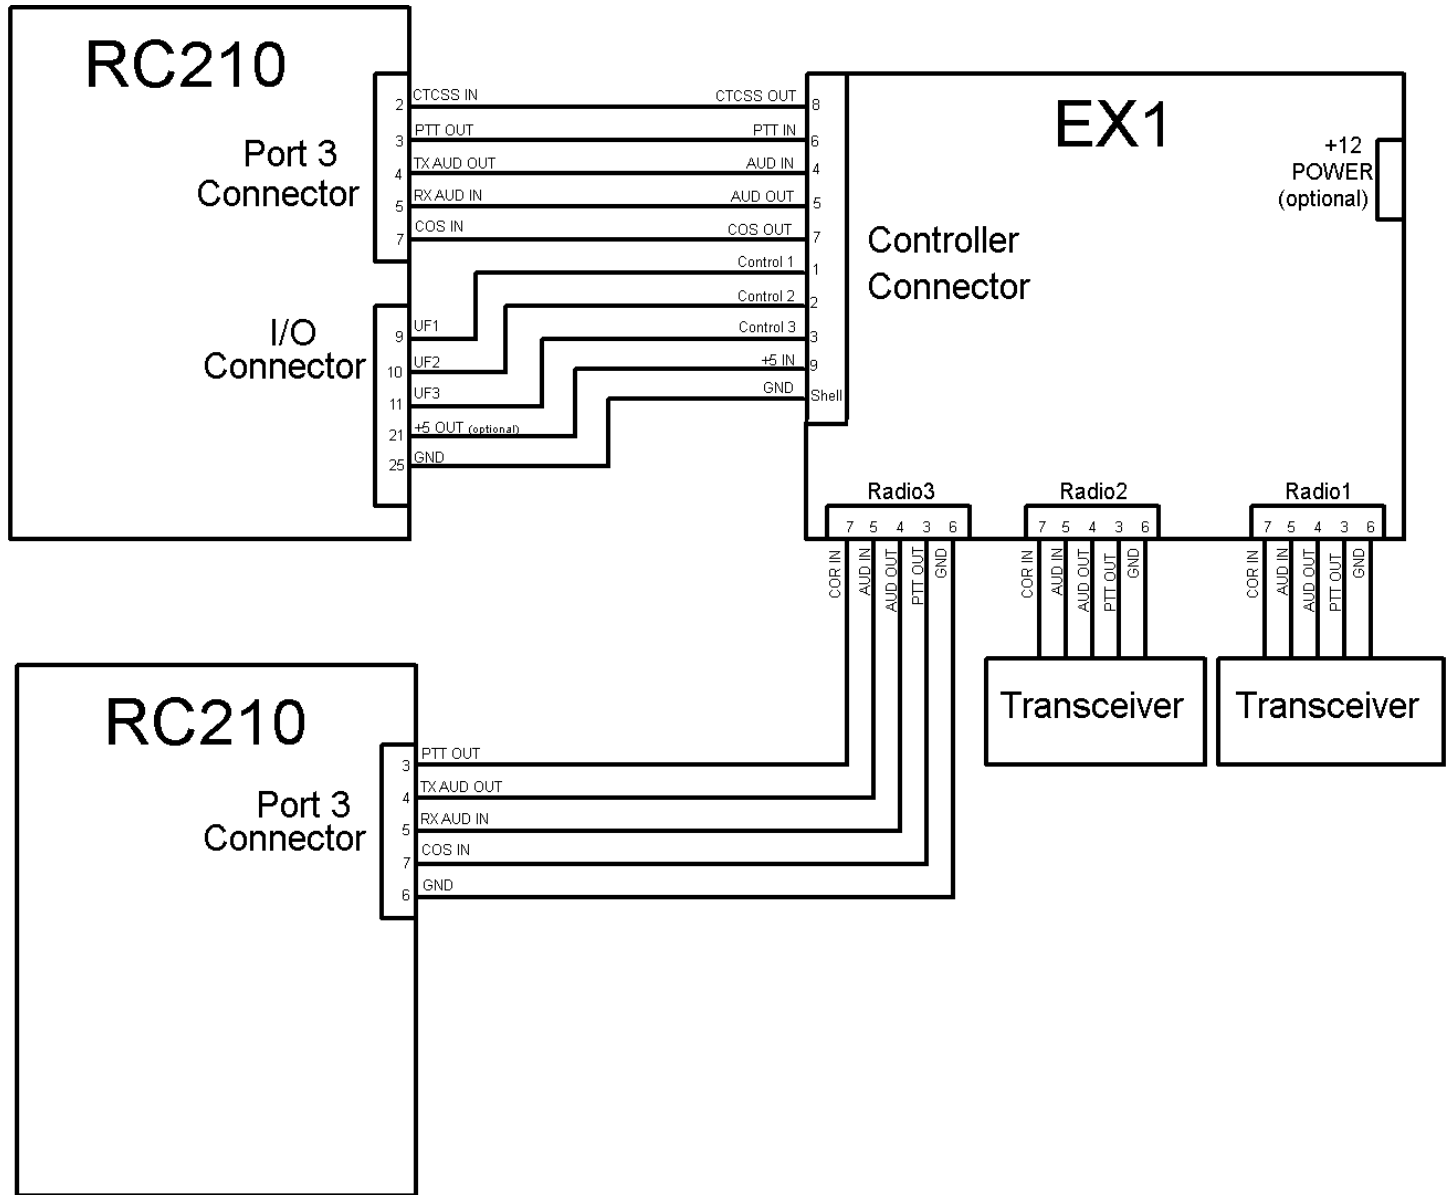 RC210
Port 3
Connector
2 CTCSS IN
3 PTT OUT
4 TX AUD OUT
5 RX AUD IN
7 COS IN
I/O
Connector
9 UF1
10 UF2
11 UF3
21 +5 OUT (optional)
25 GND
CTCSS OUT 8
PTT IN 6
AUD IN 4
AUD OUT 5
COS OUT 7
Control 1 1
Control 2 2
Control 3 3
+5 IN 9
GND Shell
EX1
Controller
Connector
+12
POWER
(optional)
Radio3
7 5 4 3 6
COR IN
AUD IN
AUD OUT
PTT OUT
GND
Radio2
7 5 4 3 6
COR IN
AUD IN
AUD OUT
PTT OUT
GND
Radio1
7 5 4 3 6
COR IN
AUD IN
AUD OUT
PTT OUT
GND
Transceiver
Transceiver
RC210
Port 3
Connector
3 PTT OUT
4 TX AUD OUT
5 RX AUD IN
7 COS IN
6 GND